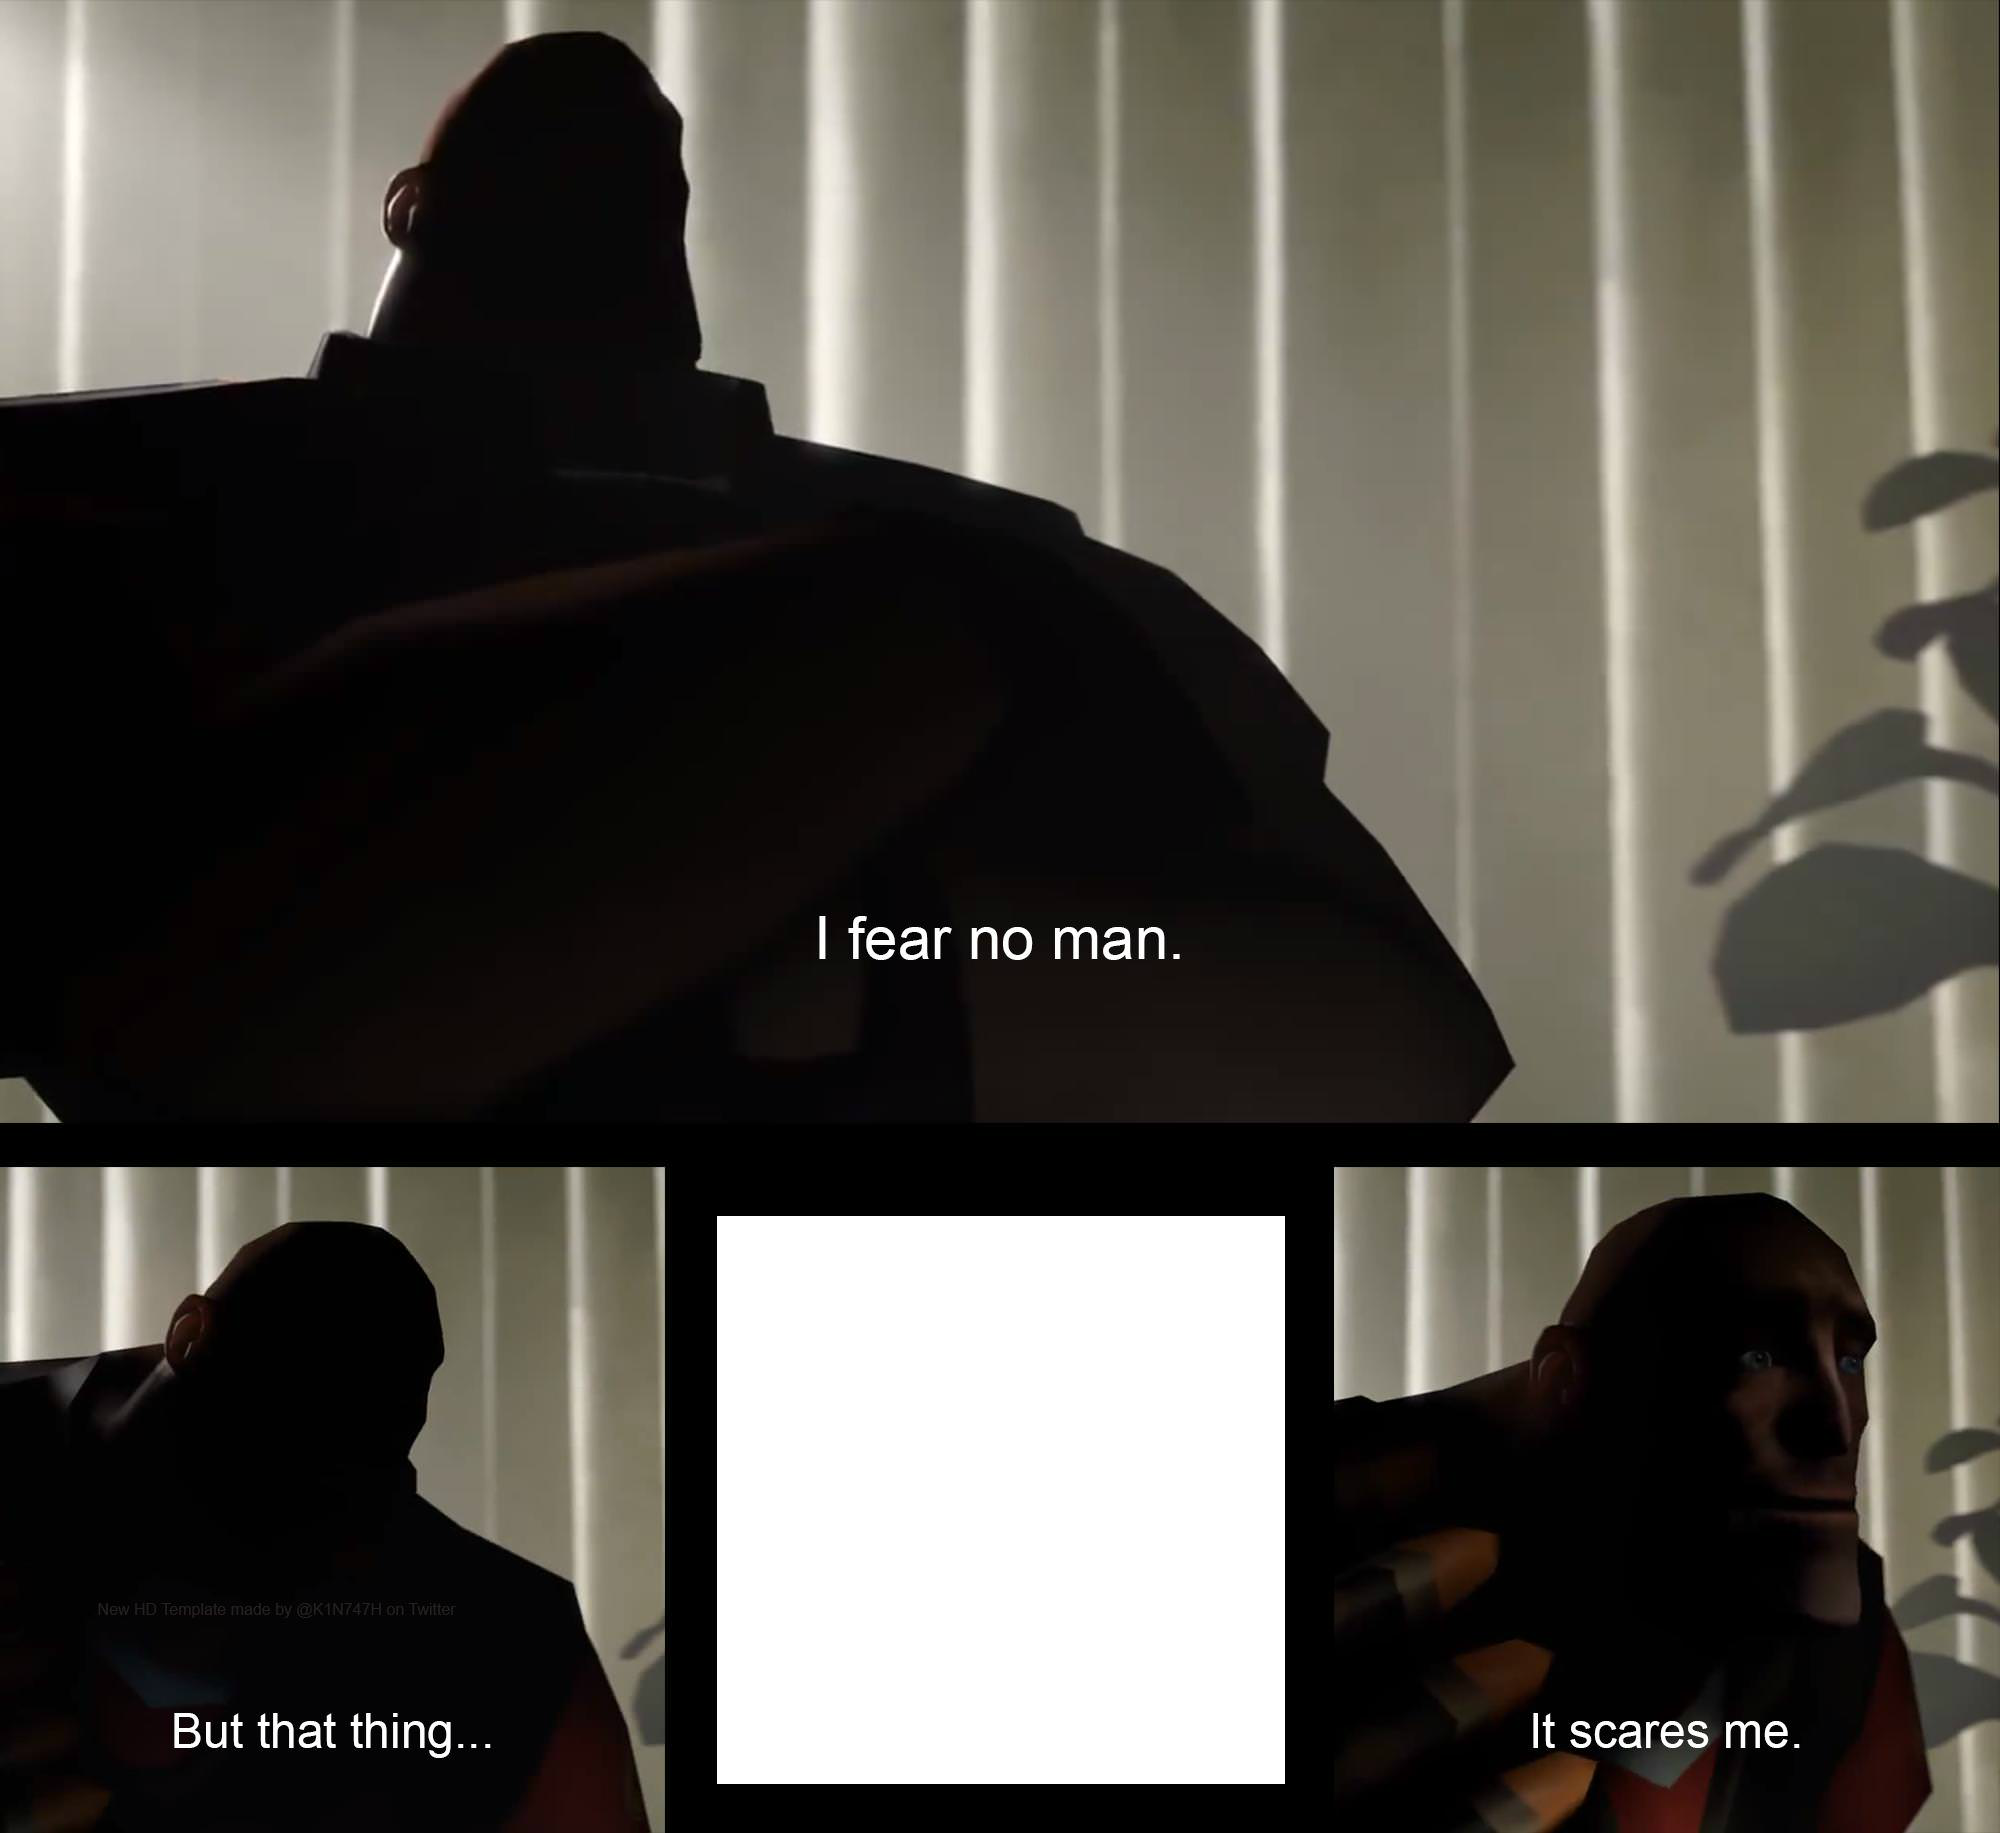 I fear no man.
New HD Template made by @K1N747H on Twitter
But that thing...
It scares me.